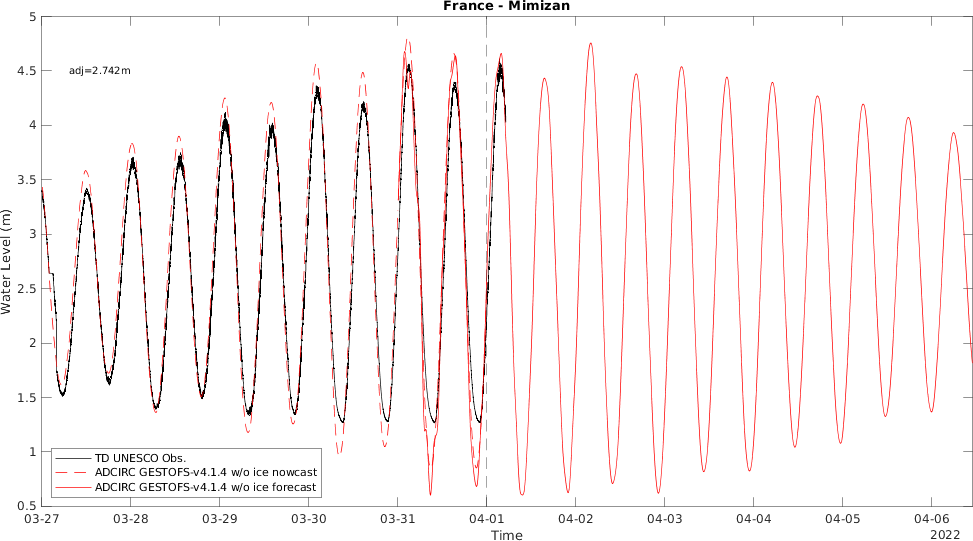 France - Mimizan
adj=2.742m
Water Level (m)
5
4.5
4
3.5
3
2.5
2
1.5
1
0.5
TD UNESCO Obs.
ADCIRC GESTOFS-v4.1.4 w/o ice nowcast
ADCIRC GESTOFS-v4.1.4 w/o ice forecast
03-27 03-28 03-29 03-30 03-31 04-01 04-02 04-03 04-04 04-05 04-06
Time
2022